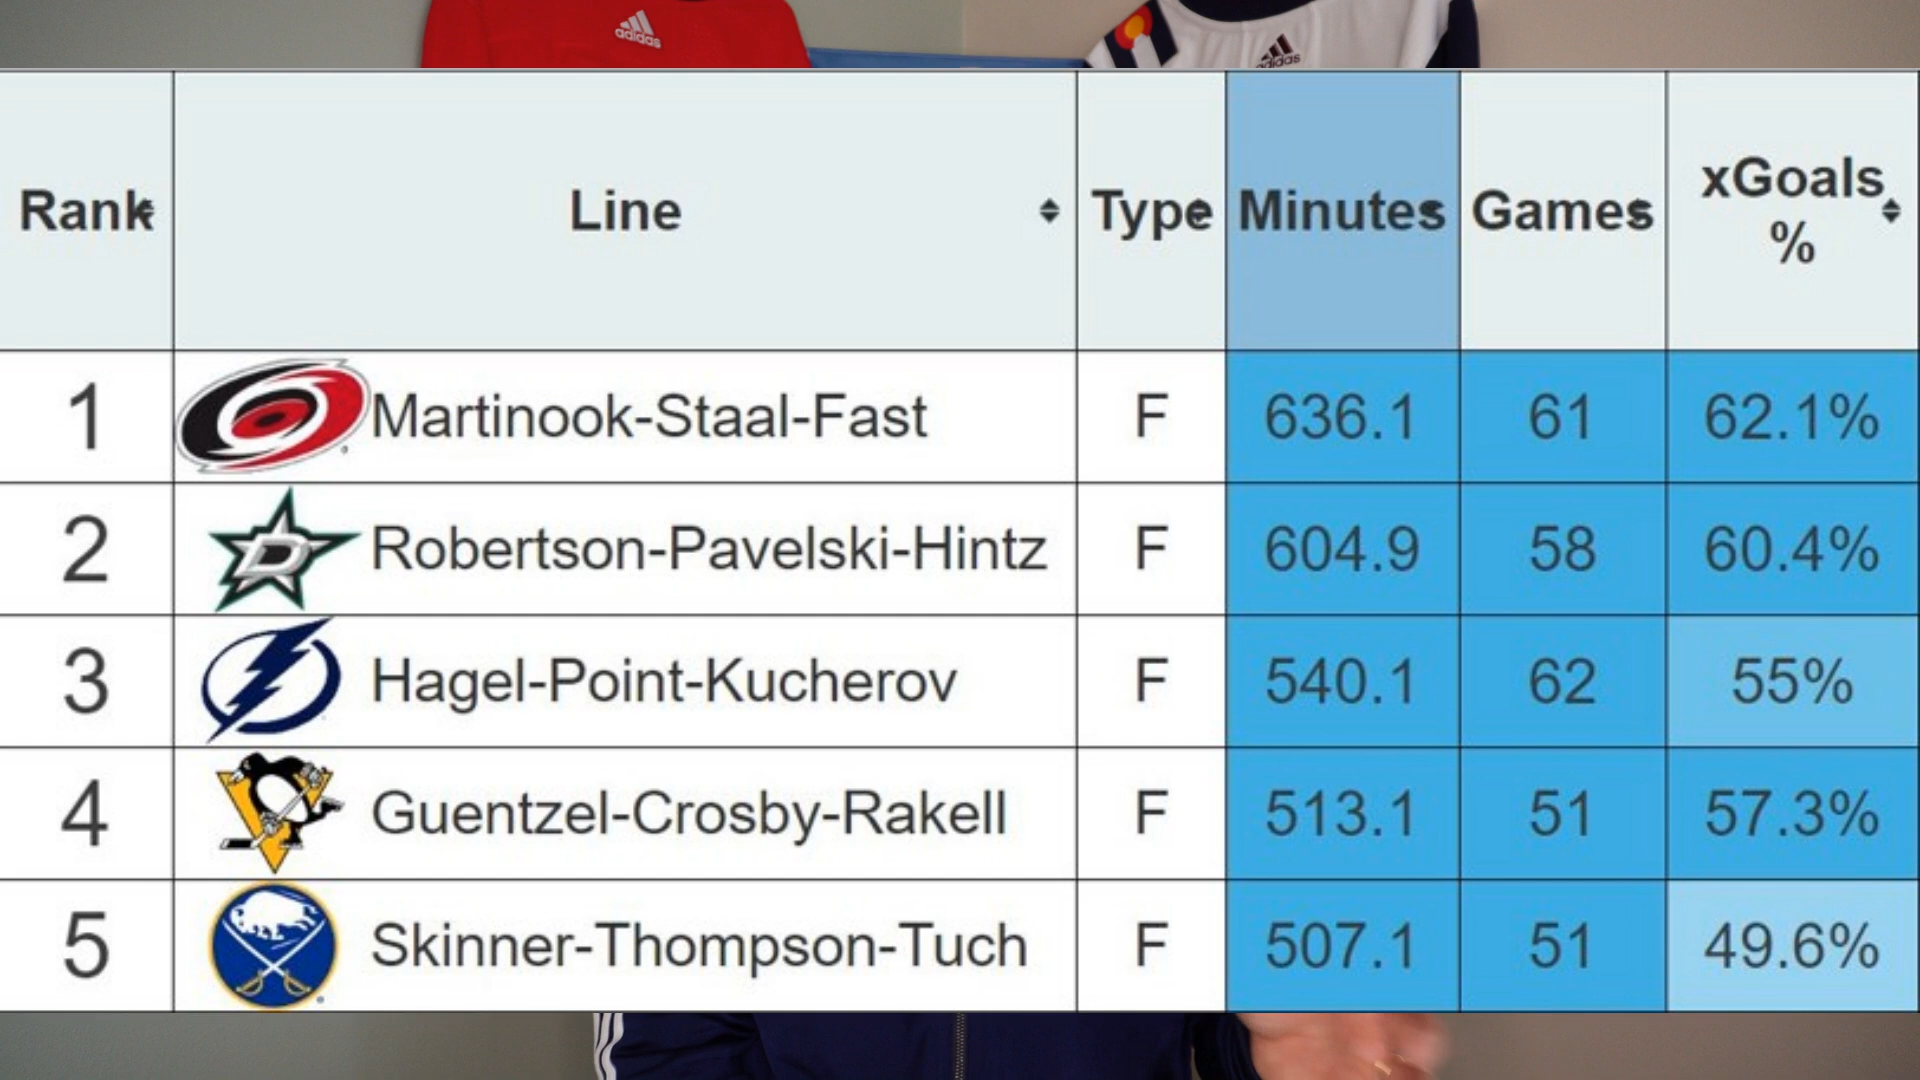 adidas
adidas
Rank Line Type Minutes Games xGoals %
1 Martinook-Staal-Fast F 636.1 61 62.1%
2 Robertson-Pavelski-Hintz F 604.9 58 60.4%
3 Hagel-Point-Kucherov F 540.1 62 55%
4 Guentzel-Crosby-Rakell F 513.1 51 57.3%
5 Skinner-Thompson-Tuch F 507.1 51 49.6%